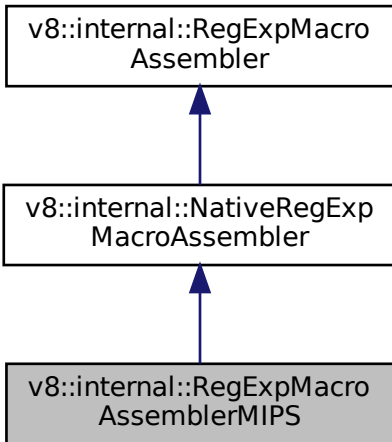 v8::internal::RegExpMacro
Assembler
v8::internal::NativeRegExp
MacroAssembler
v8::internal::RegExpMacro
AssemblerMIPS